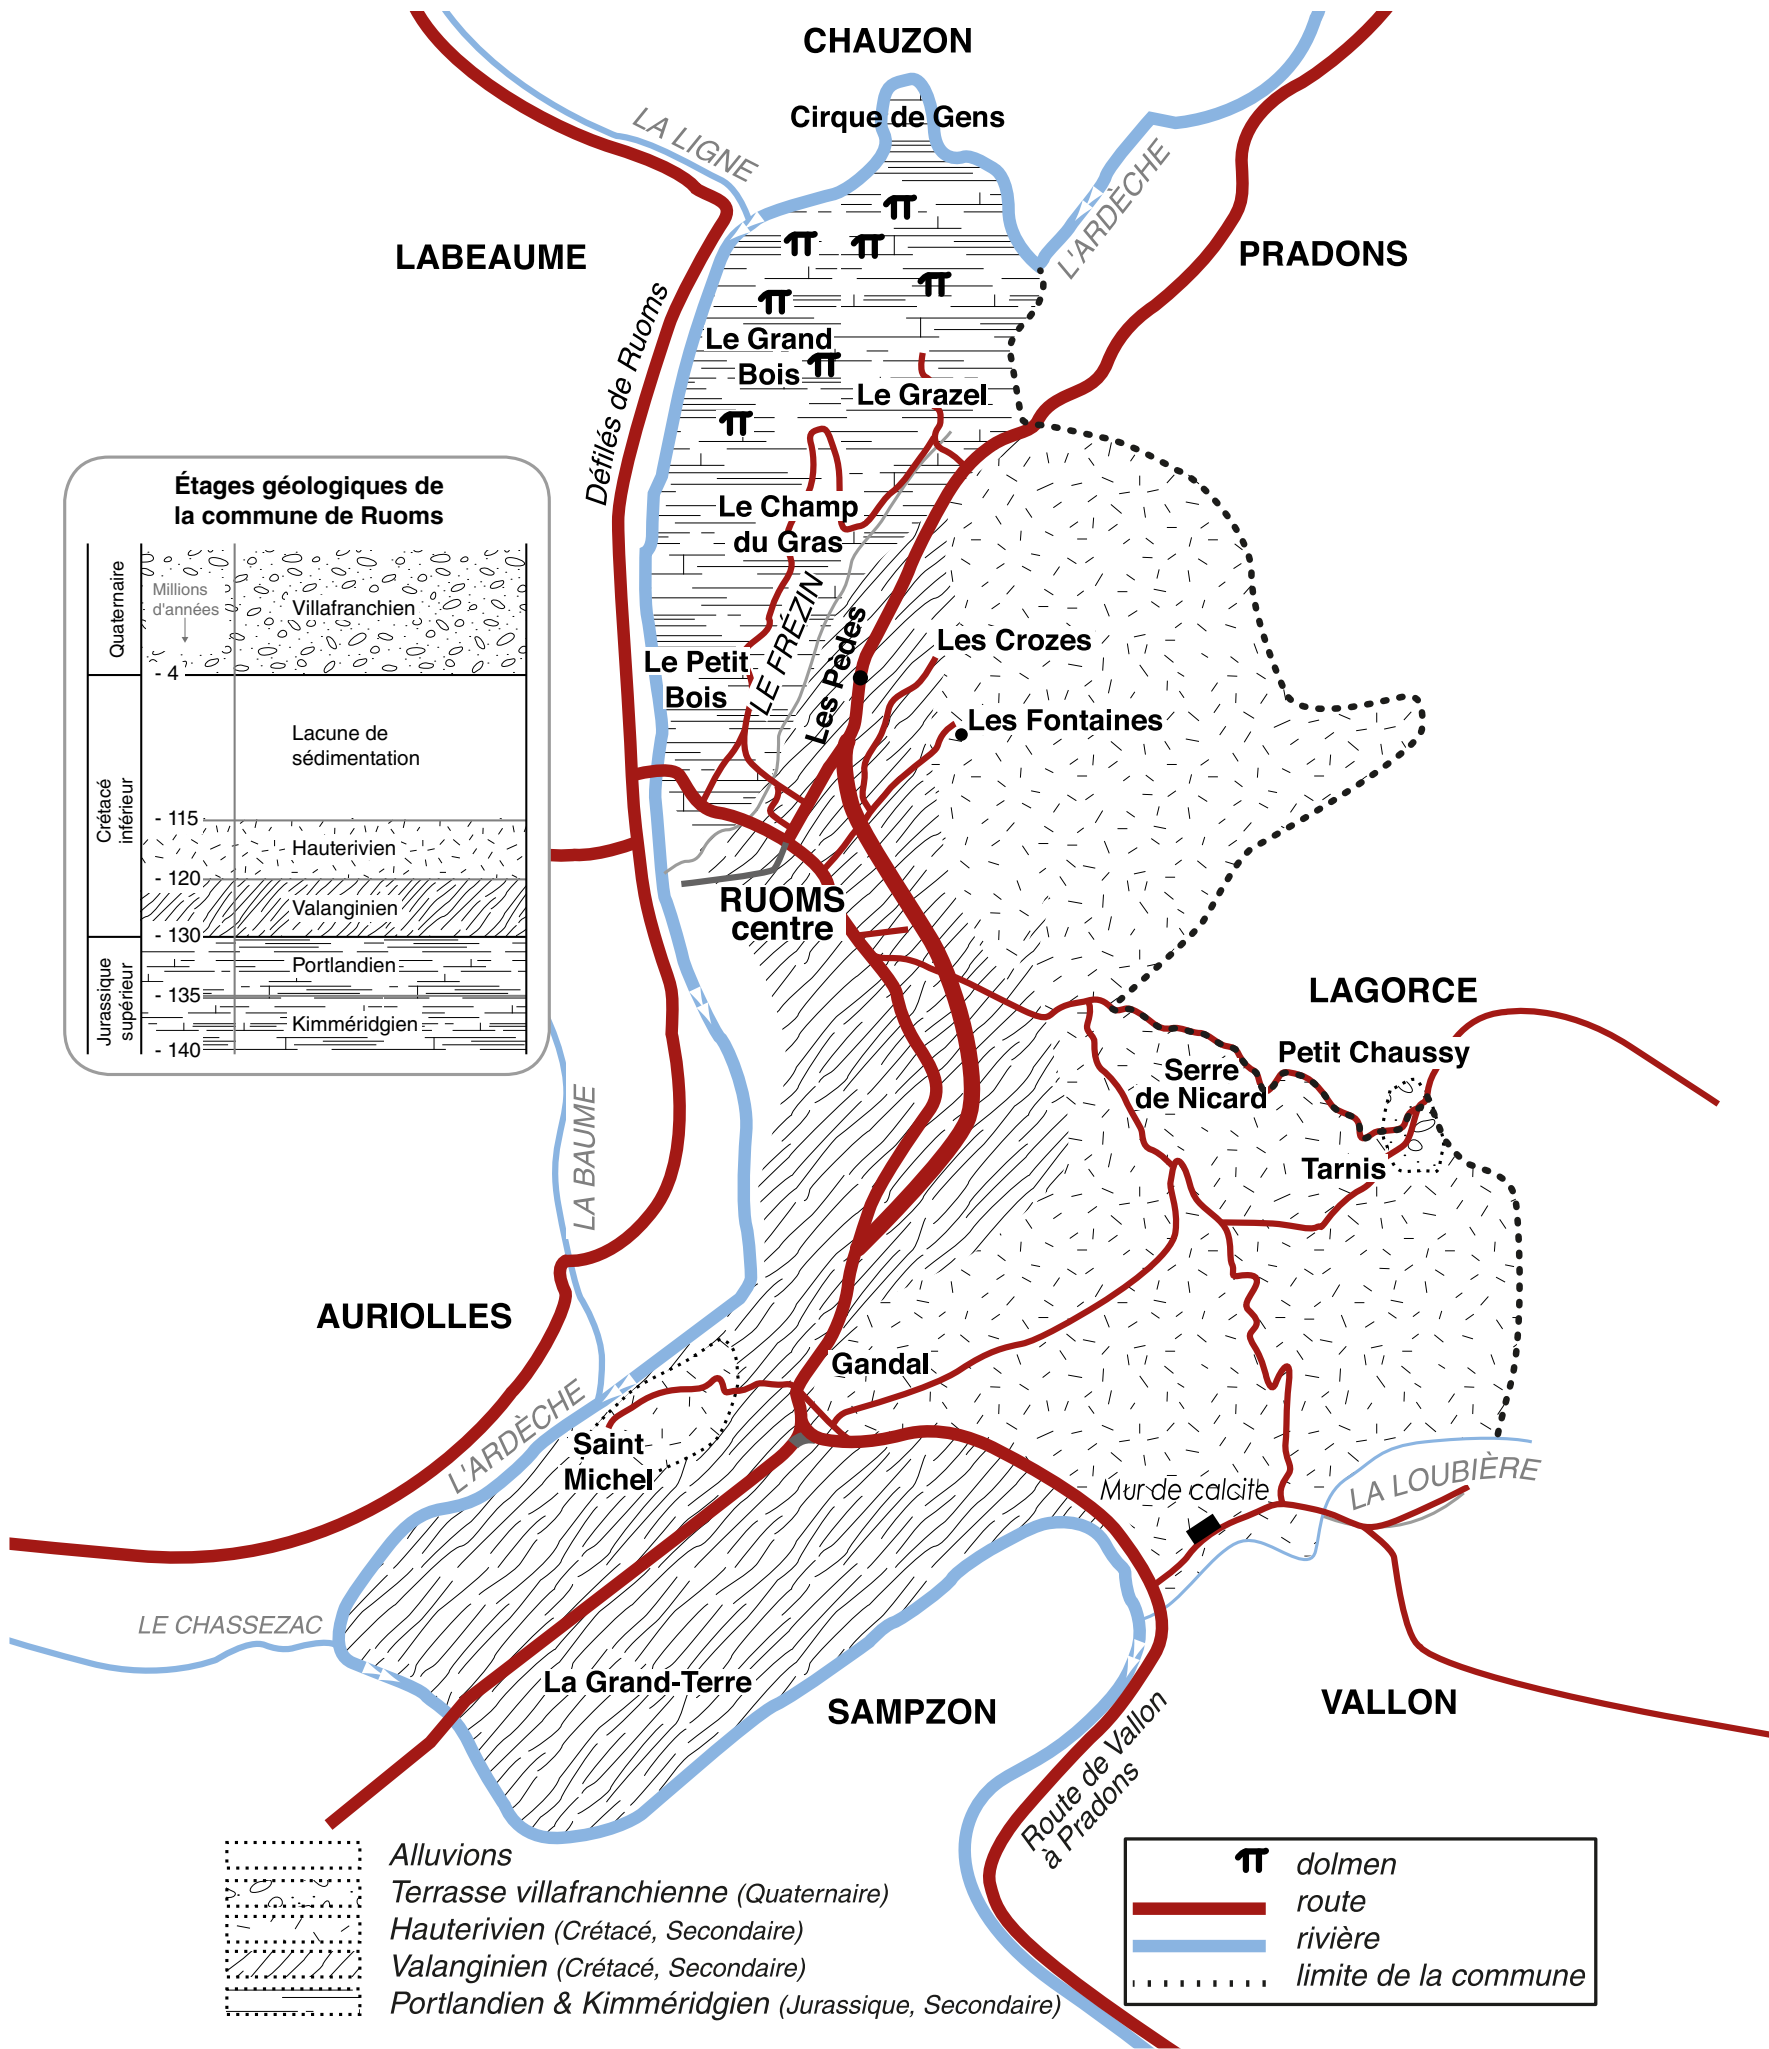 CHAUZON
Cirque de Gens
LA LIGNE
L'ARDÈCHE
LABEAUME
PRADONS
Défilés de Ruoms
Le Grand
Bois
Le Grazel
Étages géologiques de
la commune de Ruoms
Quaternaire
Millions
d'années
Villafranchien
- 4
Crétacé
inférieur
Lacune de
sédimentation
- 115
Hauterivien
- 120
Valanginien
- 130
Jurassique
supérieur
Portlandien
- 135
Kimméridgien
- 140
Le Champ
du Gras
LE FRÉZIN
Les Pèdes
Les Crozes
Le Petit
Bois
Les Fontaines
RUOMS
centre
LAGORCE
Petit Chaussy
Serre
de Nicard
Tarnis
LA BAUME
AURIOLLES
Gandal
L'ARDÈCHE
Saint
Michel
Mur de calcite
LA LOUBIÈRE
LE CHASSEZAC
La Grand-Terre
SAMPZON
VALLON
Route de Vallon
à Pradons
Alluvions
Terrasse villafranchienne (Quaternaire)
Hauterivien (Crétacé, Secondaire)
Valanginien (Crétacé, Secondaire)
Portlandien & Kimméridgien (Jurassique, Secondaire)
dolmen
route
rivière
limite de la commune